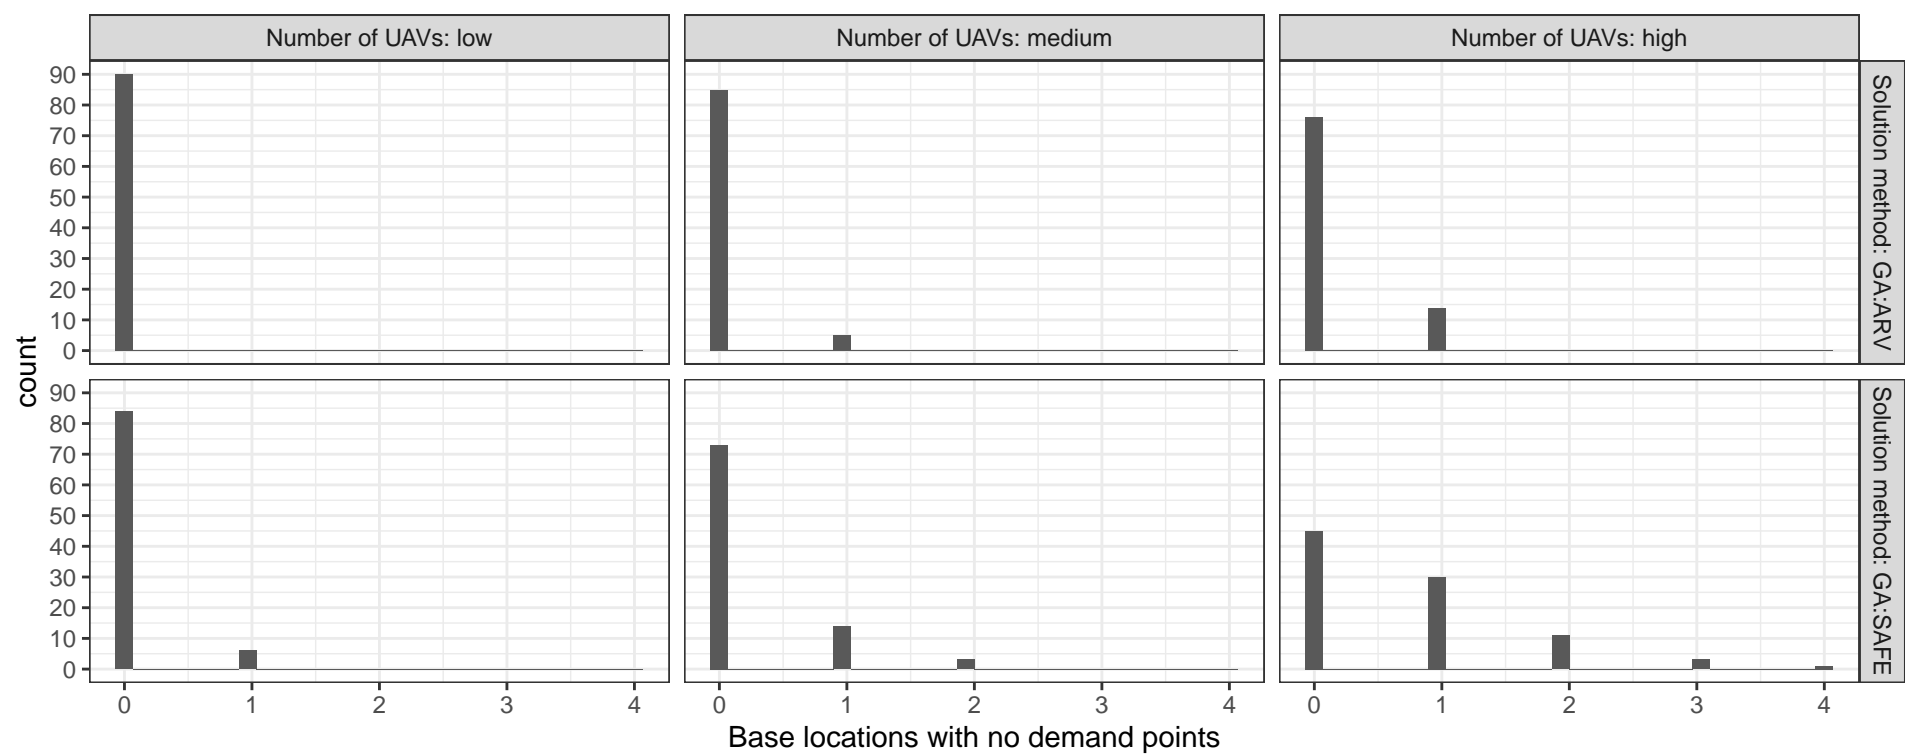 Number of UAVs: low
Number of UAVs: medium
Number of UAVs: high
90
80
70
60
50
40
30
20
10
0
Solution method: GA:ARV
count
90
80
70
60
50
40
30
20
10
0
Solution method: GA:SAFE
0 1 2 3 4
0 1 2 3 4
0 1 2 3 4
Base locations with no demand points